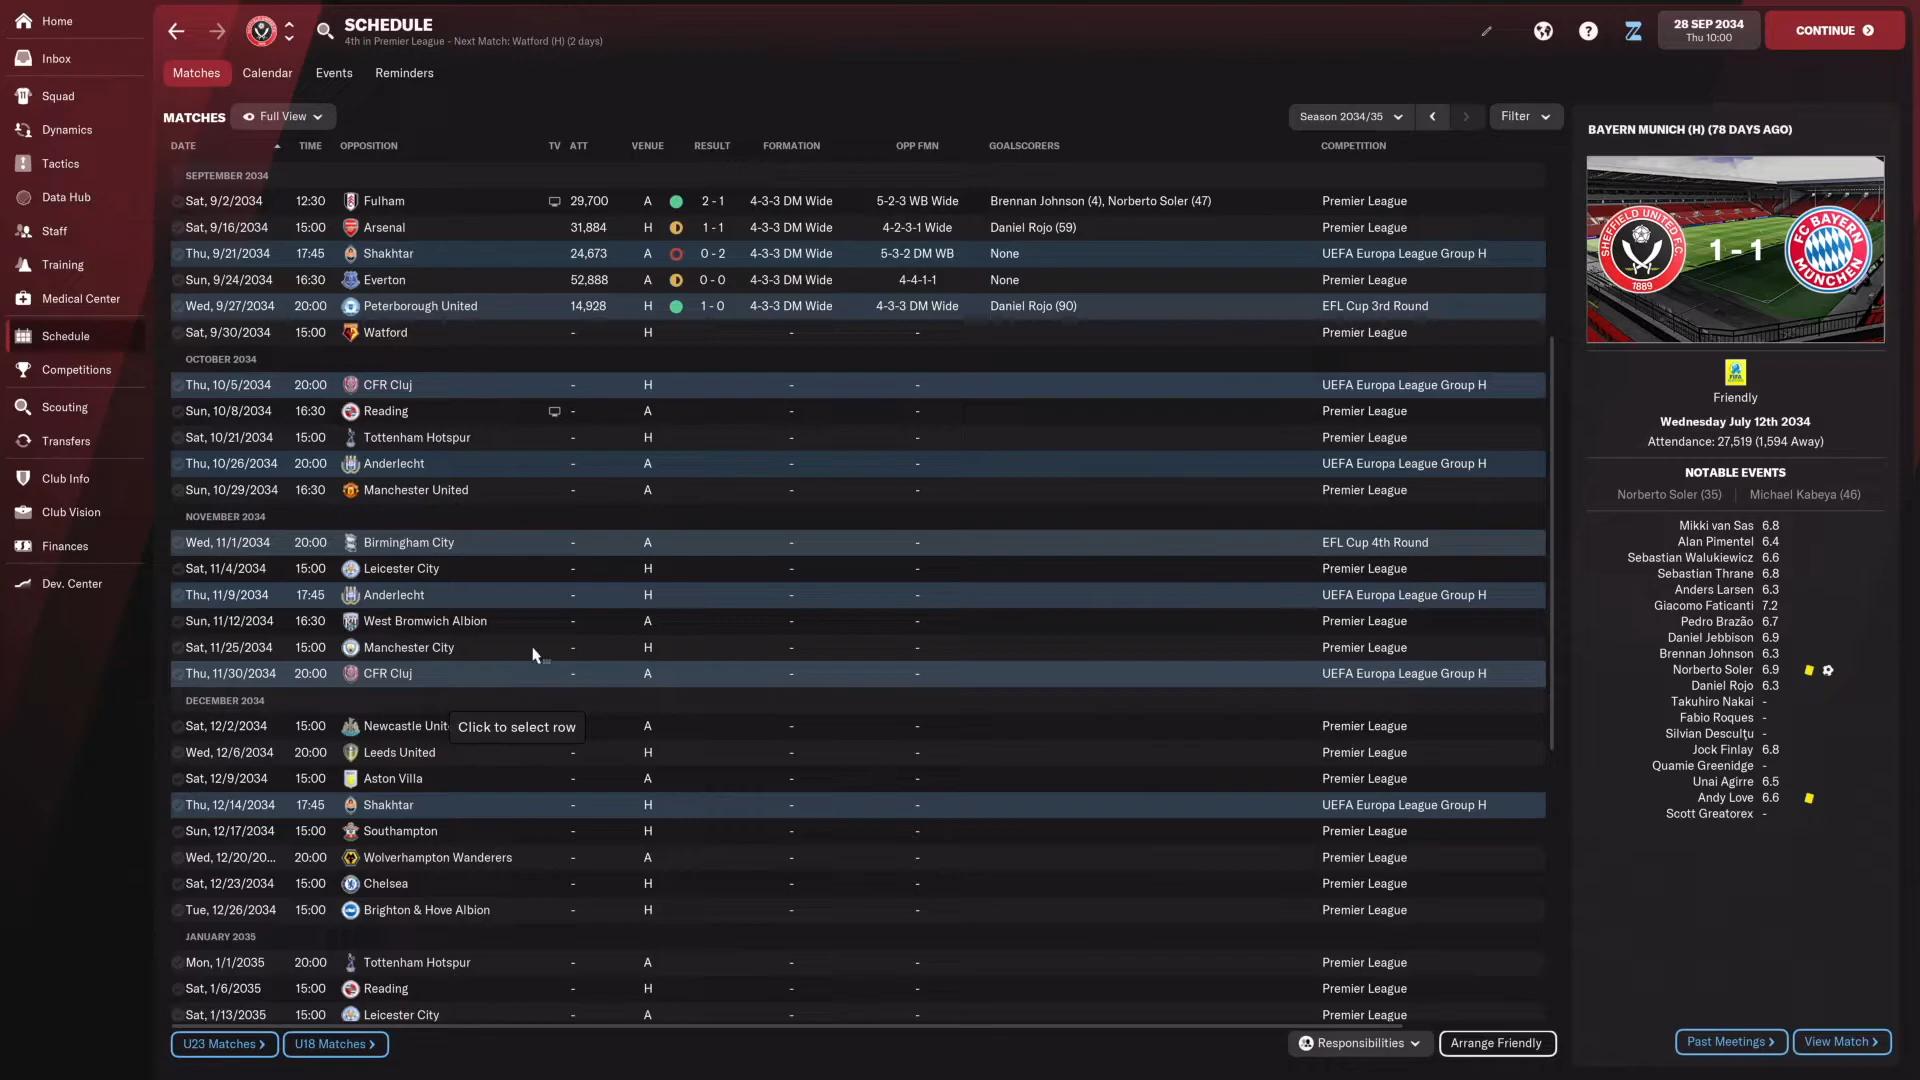 Home
Inbox
Squad
Dynamics
Tactics
Data Hub
Staff
Training
Medical Center
Schedule
Competitions
Scouting
Transfers
Club Info
Club Vision
Finances
Dev. Center
SCHEDULE
4th in Premier League - Next Match: Watford (H) (2 days)
28 SEP 2034
Thu 10:00
CONTINUE
Matches Calendar Events Reminders
MATCHES Full View Season 2034/35 Filter
DATE TIME OPPOSITION TV ATT VENUE RESULT FORMATION OPP FMN GOALSCORERS COMPETITION
SEPTEMBER 2034
Sat, 9/2/2034 12:30 Fulham 29,700 A 2 - 1 4-3-3 DM Wide 5-2-3 WB Wide Brennan Johnson (4), Norberto Soler (47) Premier League
Sat, 9/16/2034 15:00 Arsenal 31,884 H 1 - 1 4-3-3 DM Wide 4-2-3-1 Wide Daniel Rojo (59) Premier League
Thu, 9/21/2034 17:45 Shakhtar 24,673 A 0 - 2 4-3-3 DM Wide 5-3-2 DM WB None UEFA Europa League Group H
Sun, 9/24/2034 16:30 Everton 52,888 A 0 - 0 4-3-3 DM Wide 4-4-1-1 None Premier League
Wed, 9/27/2034 20:00 Peterborough United 14,928 H 1 - 0 4-3-3 DM Wide 4-3-3 DM Wide Daniel Rojo (90) EFL Cup 3rd Round
Sat, 9/30/2034 15:00 Watford - H - - Premier League
OCTOBER 2034
Thu, 10/5/2034 20:00 CFR Cluj - H - - UEFA Europa League Group H
Sun, 10/8/2034 16:30 Reading - A - - Premier League
Sat, 10/21/2034 15:00 Tottenham Hotspur - H - - Premier League
Thu, 10/26/2034 20:00 Anderlecht - A - - UEFA Europa League Group H
Sun, 10/29/2034 16:30 Manchester United - A - - Premier League
NOVEMBER 2034
Wed, 11/1/2034 20:00 Birmingham City - A - - EFL Cup 4th Round
Sat, 11/4/2034 15:00 Leicester City - H - - Premier League
Thu, 11/9/2034 17:45 Anderlecht - H - - UEFA Europa League Group H
Sun, 11/12/2034 16:30 West Bromwich Albion - A - - Premier League
Sat, 11/25/2034 15:00 Manchester City - H - - Premier League
Thu, 11/30/2034 20:00 CFR Cluj - A - - UEFA Europa League Group H
DECEMBER 2034
Sat, 12/2/2034 15:00 Newcastle Unit - A - - Premier League
Click to select row
Wed, 12/6/2034 20:00 Leeds United - H - - Premier League
Sat, 12/9/2034 15:00 Aston Villa - A - - Premier League
Thu, 12/14/2034 17:45 Shakhtar - H - - UEFA Europa League Group H
Sun, 12/17/2034 15:00 Southampton - H - - Premier League
Wed, 12/20/20... 20:00 Wolverhampton Wanderers - A - - Premier League
Sat, 12/23/2034 15:00 Chelsea - H - - Premier League
Tue, 12/26/2034 15:00 Brighton & Hove Albion - H - - Premier League
JANUARY 2035
Mon, 1/1/2035 20:00 Tottenham Hotspur - A - - Premier League
Sat, 1/6/2035 15:00 Reading - H - - Premier League
Sat, 1/13/2035 15:00 Leicester City - A - - Premier League
U23 Matches U18 Matches Responsibilities Arrange Friendly
BAYERN MUNICH (H) (78 DAYS AGO)
SHEFFIELD UNITED F.C.
1889
1 - 1
FC BAYERN MÜNCHEN
Friendly
Wednesday July 12th 2034
Attendance: 27,519 (1,594 Away)
NOTABLE EVENTS
Norberto Soler (35) Michael Kabeya (46)
Mikki van Sas 6.8
Alan Pimentel 6.4
Sebastian Walukiewicz 6.6
Sebastian Thrane 6.8
Anders Larsen 6.3
Giacomo Faticanti 7.2
Pedro Brazão 6.7
Daniel Jebbison 6.9
Brennan Johnson 6.3
Norberto Soler 6.9
Daniel Rojo 6.3
Takuhiro Nakai -
Fabio Roques -
Silvian Descultu -
Jock Finlay 6.8
Quamie Greenidge -
Unai Agirre 6.5
Andy Love 6.6
Scott Greatorex -
Past Meetings View Match